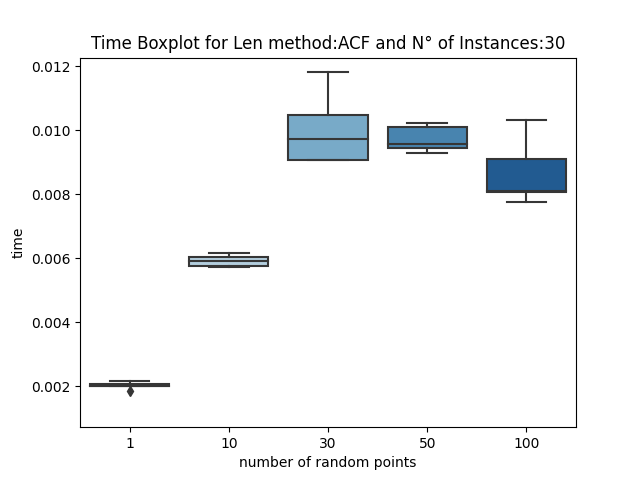 Time Boxplot for Len method:ACF and N° of Instances:30
0.012
0.010
0.008
0.006
0.004
0.002
time
1 10 30 50 100
number of random points